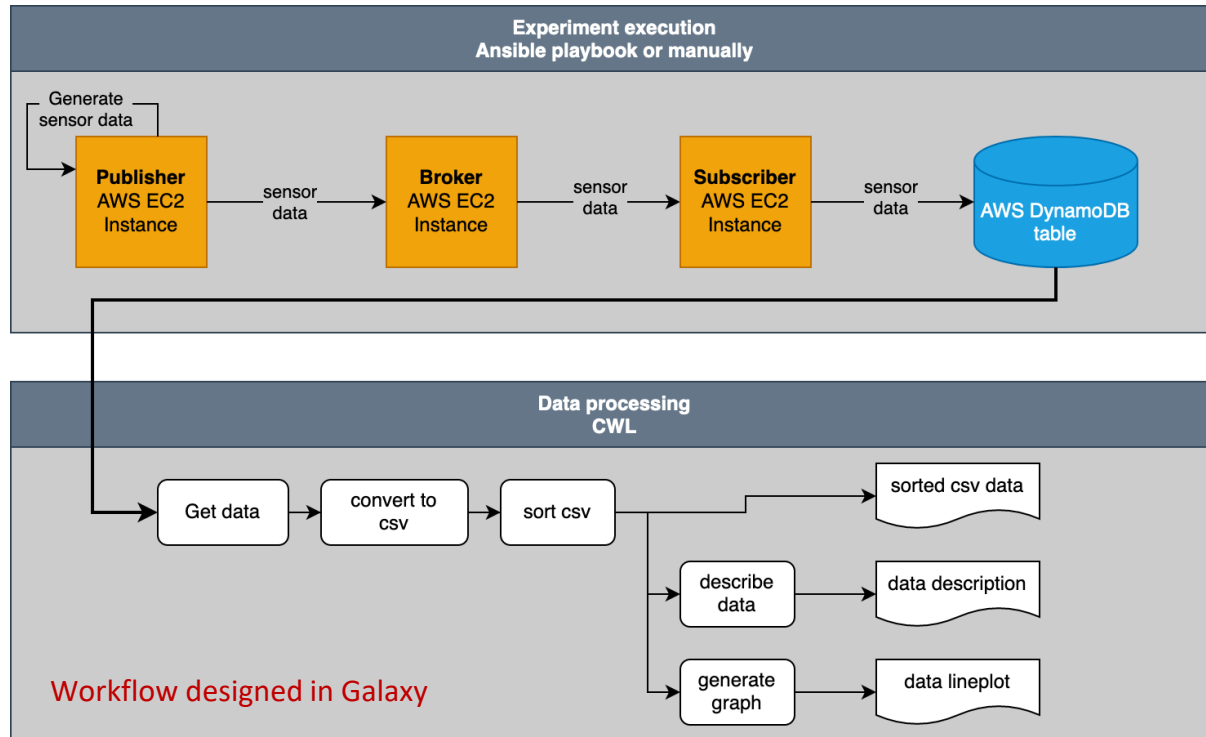 Experiment execution
Ansible playbook or manually
Generate
sensor data
Publisher
AWS EC2
Instance
sensor
data
Broker
AWS EC2
Instance
sensor
data
Subscriber
AWS EC2
Instance
sensor
data
AWS DynamoDB
table
Data processing
CWL
Get data
convert to
csv
sort csv
sorted csv data
describe
data
data description
generate
graph
data lineplot
Workflow designed in Galaxy